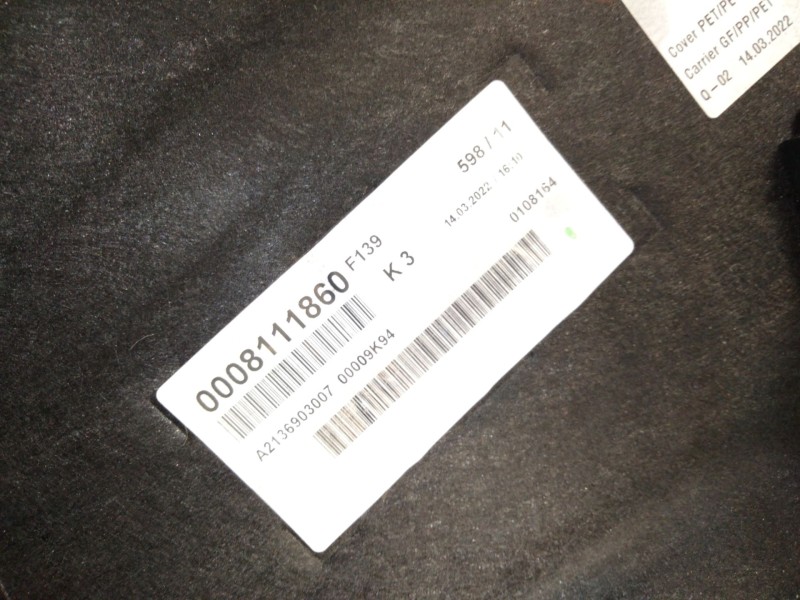 Cover PET/PE
Carrier GF/PP/PET
Q-02 14.03.2022
598 / 11
14.03.2022 / 16:10
0108164
0008111860 F139
K 3
A2136903007 00009K94